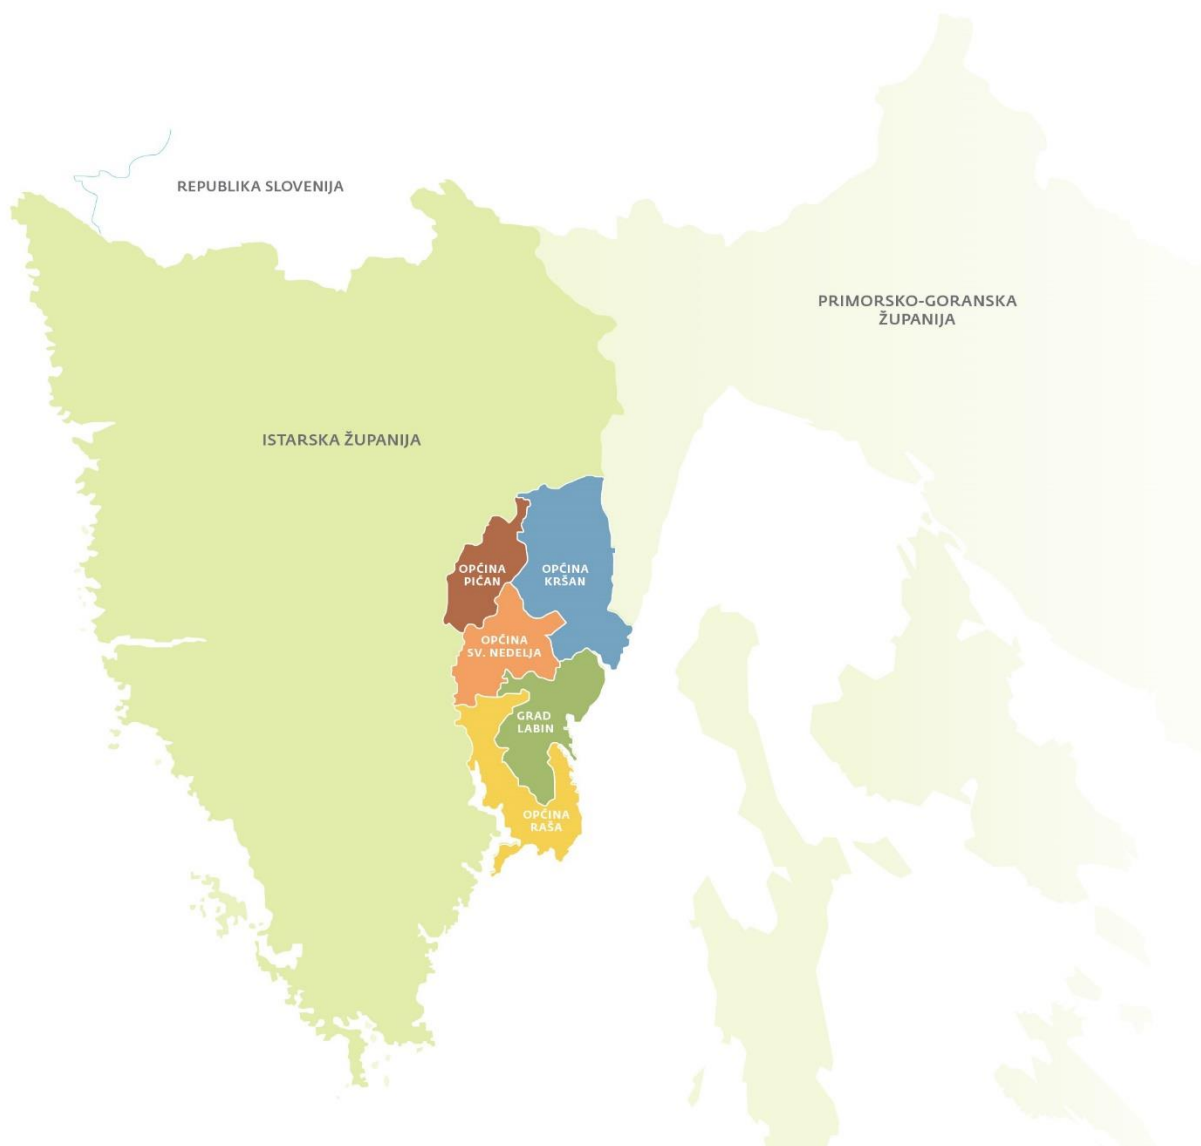 REPUBLIKA SLOVENIJA
PRIMORSKO-GORANSKA
ŽUPANIJA
ISTARSKA ŽUPANIJA
OPĆINA
PIĆAN
OPĆINA
KRŠAN
OPĆINA
SV. NEDELJA
GRAD
LABIN
OPĆINA
RAŠA